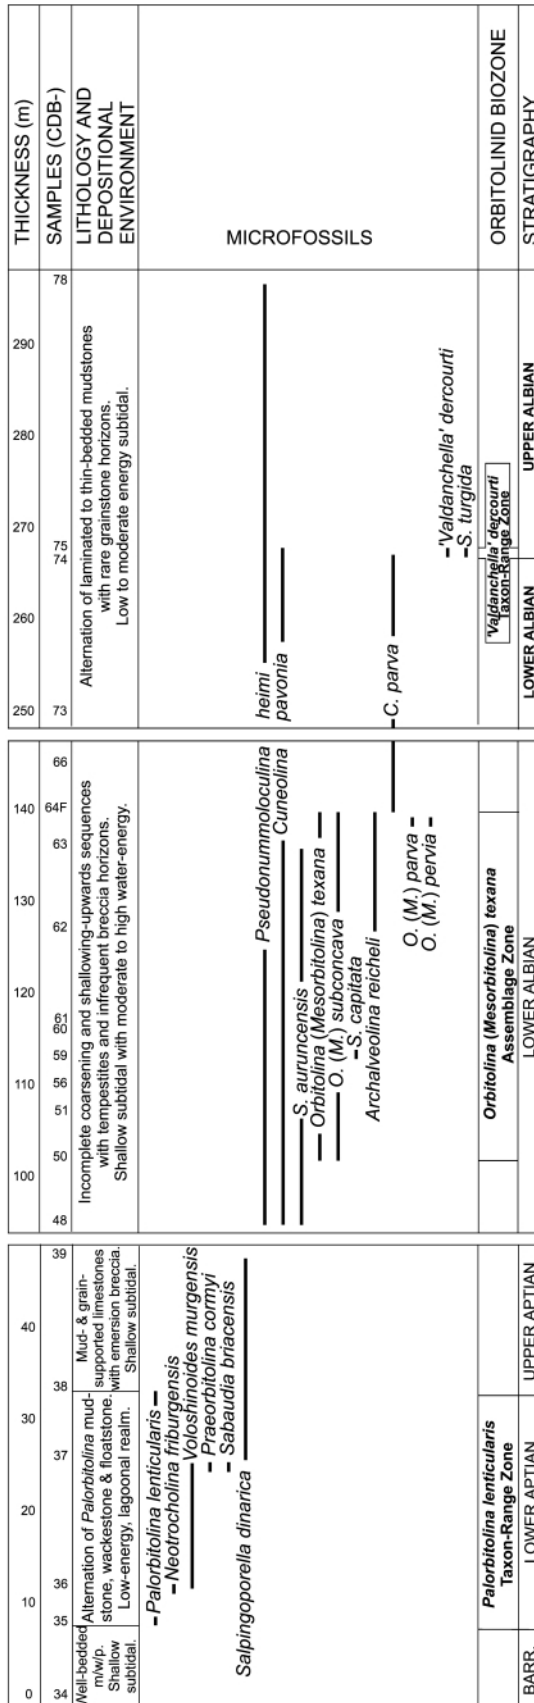 THICKNESS (m)
SAMPLES (CDB-)
LITHOLOGY AND
DEPOSITIONAL
ENVIRONMENT
MICROFOSSILS
ORBITOLINID BIOZONE
STRATIGRAPHY
290
280
270
260
250
78
75
74
73
Alternation of laminated to thin-bedded mudstones
with rare grainstone horizons.
Low to moderate energy subtidal.
heimi
pavonia
C. parva
'Valdanchella' dercourti
S. turgida
'Valdanchella' dercourti
Taxon-Range Zone
UPPER ALBIAN
LOWER ALBIAN
140
130
120
110
100
66
64F
63
62
61
60
59
56
51
50
48
Incomplete coarsening and shallowing-upwards sequences
with tempestites and infrequent breccia horizons.
Shallow subtidal with moderate to high water-energy.
Pseudonummoloculina
Cuneolina
S. auruncensis
Orbitolina (Mesorbitolina) texana
O. (M.) subconcava
S. capitata
Archalveolina reicheli
O. (M.) parva
O. (M.) pervia
Orbitolina (Mesorbitolina) texana
Assemblage Zone
LOWER ALBIAN
40
30
20
10
0
39
38
37
36
35
34
Mud- & grain-
supported limestones
with emersion breccia.
Shallow subtidal.
Alternation of Palorbitolina mud-
stone, wackestone & floatstone.
Low-energy, lagoonal realm.
Well-bedded
m/w/p.
Shallow
subtidal.
Palorbitolina lenticularis
Neotrocholina friburgensis
Voloshinoides murgensis
Praeorbitolina cormyi
Sabaudia briacensis
Salpingoporella dinarica
Palorbitolina lenticularis
Taxon-Range Zone
UPPER APTIAN
LOWER APTIAN
BARR.